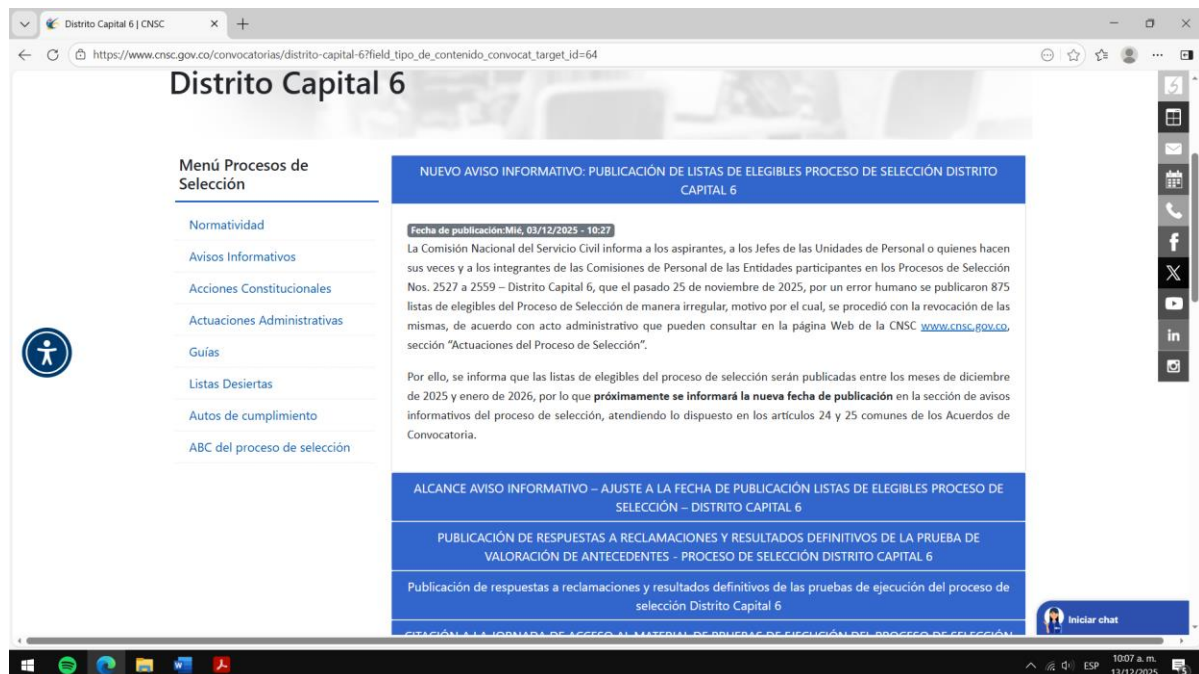 Distrito Capital 6 | CNSC
https://www.cnsc.gov.co/convocatorias/distrito-capital-6?field_tipo_de_contenido_convocat_target_id=64
Distrito Capital 6
Menú Procesos de
Selección
Normatividad
Avisos Informativos
Acciones Constitucionales
Actuaciones Administrativas
Guías
Listas Desiertas
Autos de cumplimiento
ABC del proceso de selección
NUEVO AVISO INFORMATIVO: PUBLICACIÓN DE LISTAS DE ELEGIBLES PROCESO DE SELECCIÓN DISTRITO
CAPITAL 6
Fecha de publicación:Mié, 03/12/2025 - 10:27
La Comisión Nacional del Servicio Civil informa a los aspirantes, a los Jefes de las Unidades de Personal o quienes hacen
sus veces y a los integrantes de las Comisiones de Personal de las Entidades participantes en los Procesos de Selección
Nos. 2527 a 2559 – Distrito Capital 6, que el pasado 25 de noviembre de 2025, por un error humano se publicaron 875
listas de elegibles del Proceso de Selección de manera irregular, motivo por el cual, se procedió con la revocación de las
mismas, de acuerdo con acto administrativo que pueden consultar en la página Web de la CNSC www.cnsc.gov.co,
sección “Actuaciones del Proceso de Selección”.
Por ello, se informa que las listas de elegibles del proceso de selección serán publicadas entre los meses de diciembre
de 2025 y enero de 2026, por lo que próximamente se informará la nueva fecha de publicación en la sección de avisos
informativos del proceso de selección, atendiendo lo dispuesto en los artículos 24 y 25 comunes de los Acuerdos de
Convocatoria.
ALCANCE AVISO INFORMATIVO – AJUSTE A LA FECHA DE PUBLICACIÓN LISTAS DE ELEGIBLES PROCESO DE
SELECCIÓN – DISTRITO CAPITAL 6
PUBLICACIÓN DE RESPUESTAS A RECLAMACIONES Y RESULTADOS DEFINITIVOS DE LA PRUEBA DE
VALORACIÓN DE ANTECEDENTES - PROCESO DE SELECCIÓN DISTRITO CAPITAL 6
Publicación de respuestas a reclamaciones y resultados definitivos de las pruebas de ejecución del proceso de
selección Distrito Capital 6
CITACIÓN A LA JORNADA DE ACCESO AL MATERIAL DE PRUEBAS DE EJECUCIÓN DEL PROCESO DE SELECCIÓN
Iniciar chat
ESP
10:07 a. m.
13/12/2025